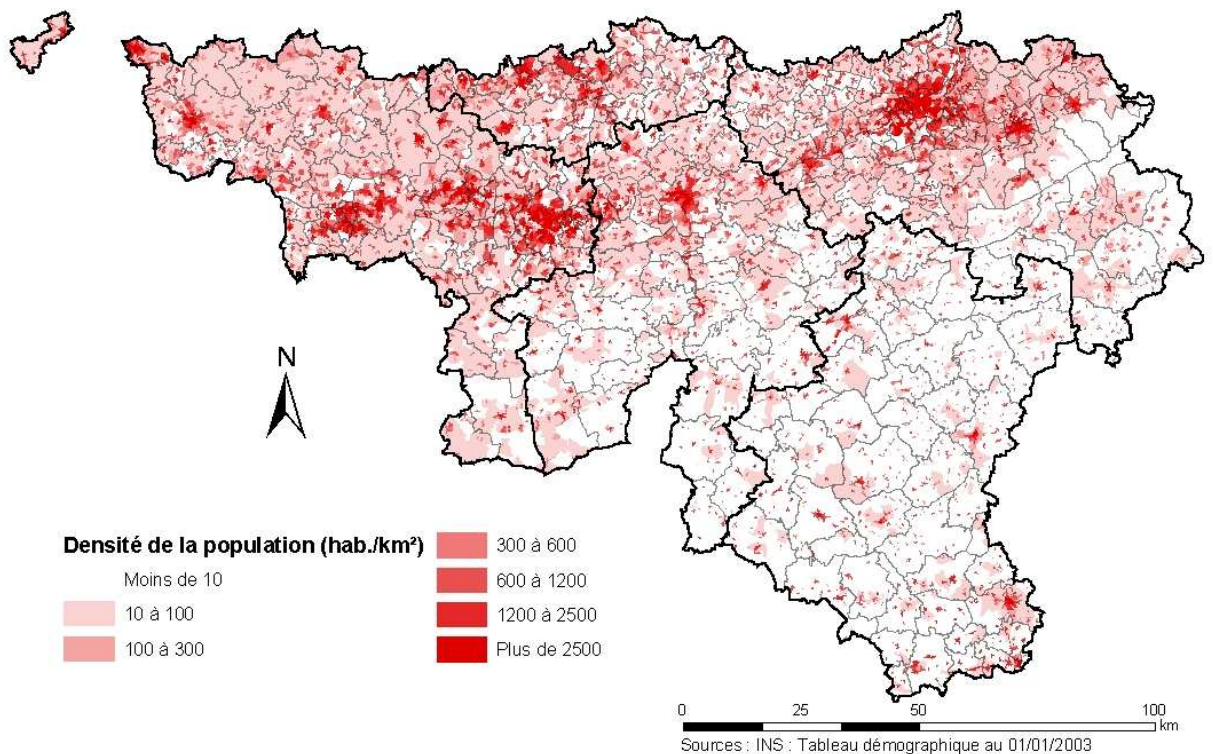 N
Densité de la population (hab./km²)
Moins de 10
10 à 100
100 à 300
300 à 600
600 à 1200
1200 à 2500
Plus de 2500
0 25 50 100
km
Sources : INS : Tableau démographique au 01/01/2003